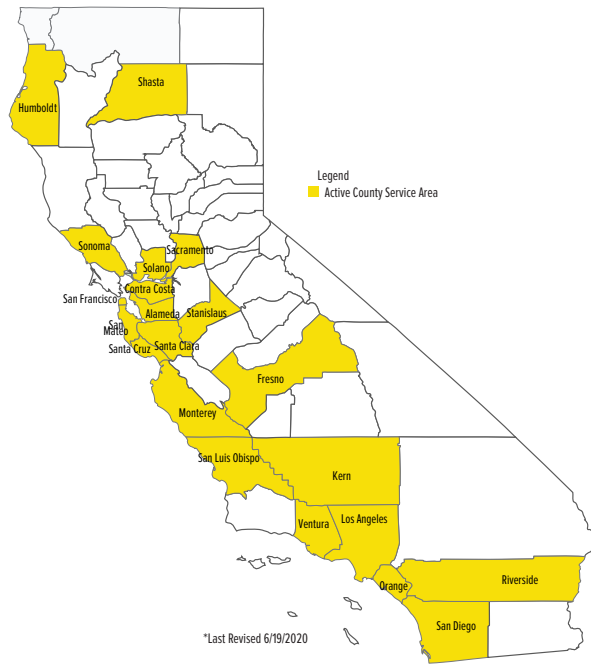 Shasta
Humboldt
Legend
Active County Service Area
Sonoma
Sacramento
Solano
Contra Costa
San Francisco
Alameda
Stanislaus
San
Mateo
Santa Clara
Santa Cruz
Fresno
Monterey
San Luis Obispo
Kern
Ventura
Los Angeles
Orange
Riverside
San Diego
*Last Revised 6/19/2020